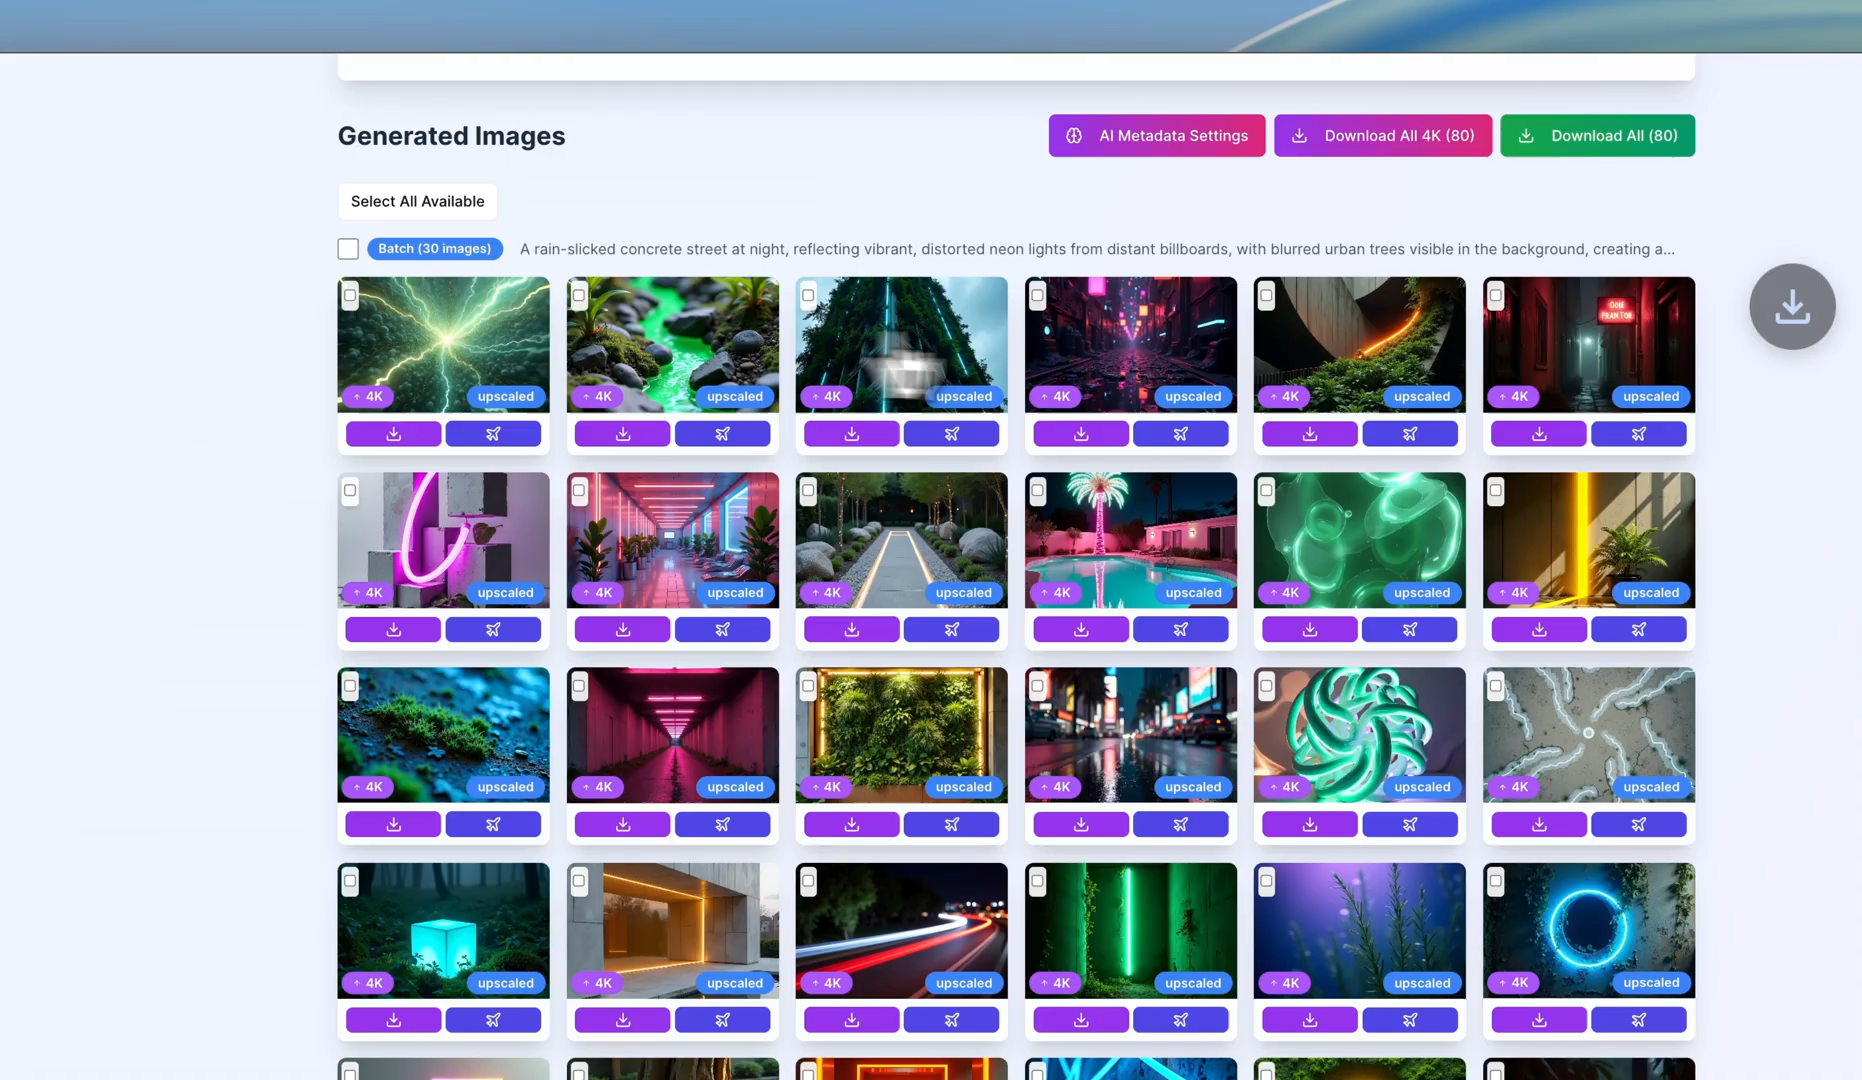 Generated Images
AI Metadata Settings
Download All 4K (80)
Download All (80)
Select All Available
Batch (30 images)
A rain-slicked concrete street at night, reflecting vibrant, distorted neon lights from distant billboards, with blurred urban trees visible in the background, creating a...
↑ 4K upscaled ↑ 4K upscaled ↑ 4K upscaled ↑ 4K upscaled ↑ 4K upscaled ↑ 4K upscaled
↑ 4K upscaled ↑ 4K upscaled ↑ 4K upscaled ↑ 4K upscaled ↑ 4K upscaled ↑ 4K upscaled
↑ 4K upscaled ↑ 4K upscaled ↑ 4K upscaled ↑ 4K upscaled ↑ 4K upscaled ↑ 4K upscaled
↑ 4K upscaled ↑ 4K upscaled ↑ 4K upscaled ↑ 4K upscaled ↑ 4K upscaled ↑ 4K upscaled